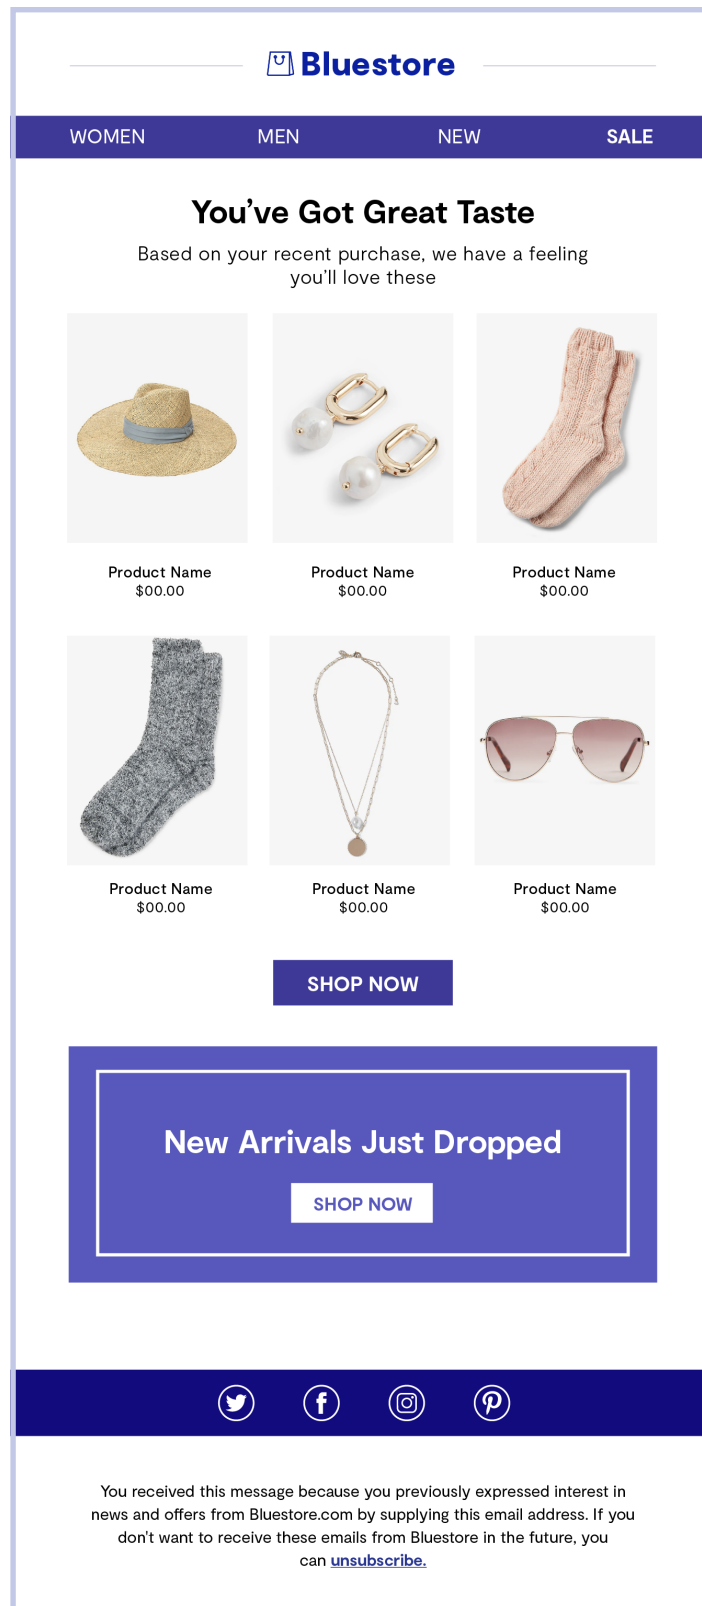 Bluestore
WOMEN MEN NEW SALE
You’ve Got Great Taste
Based on your recent purchase, we have a feeling
you’ll love these
Product Name Product Name Product Name
$00.00 $00.00 $00.00
Product Name Product Name Product Name
$00.00 $00.00 $00.00
SHOP NOW
New Arrivals Just Dropped
SHOP NOW
You received this message because you previously expressed interest in
news and offers from Bluestore.com by supplying this email address. If you
don't want to receive these emails from Bluestore in the future, you
can unsubscribe.